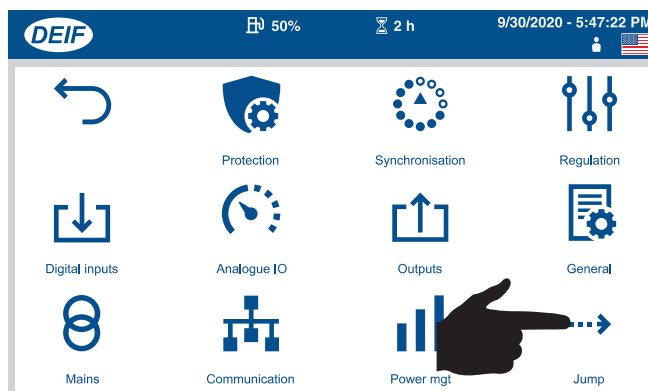 DEIF 50% 2 h 9/30/2020 - 5:47:22 PM
Protection Synchronisation Regulation
Digital inputs Analogue IO Outputs General
Mains Communication Power mgt Jump